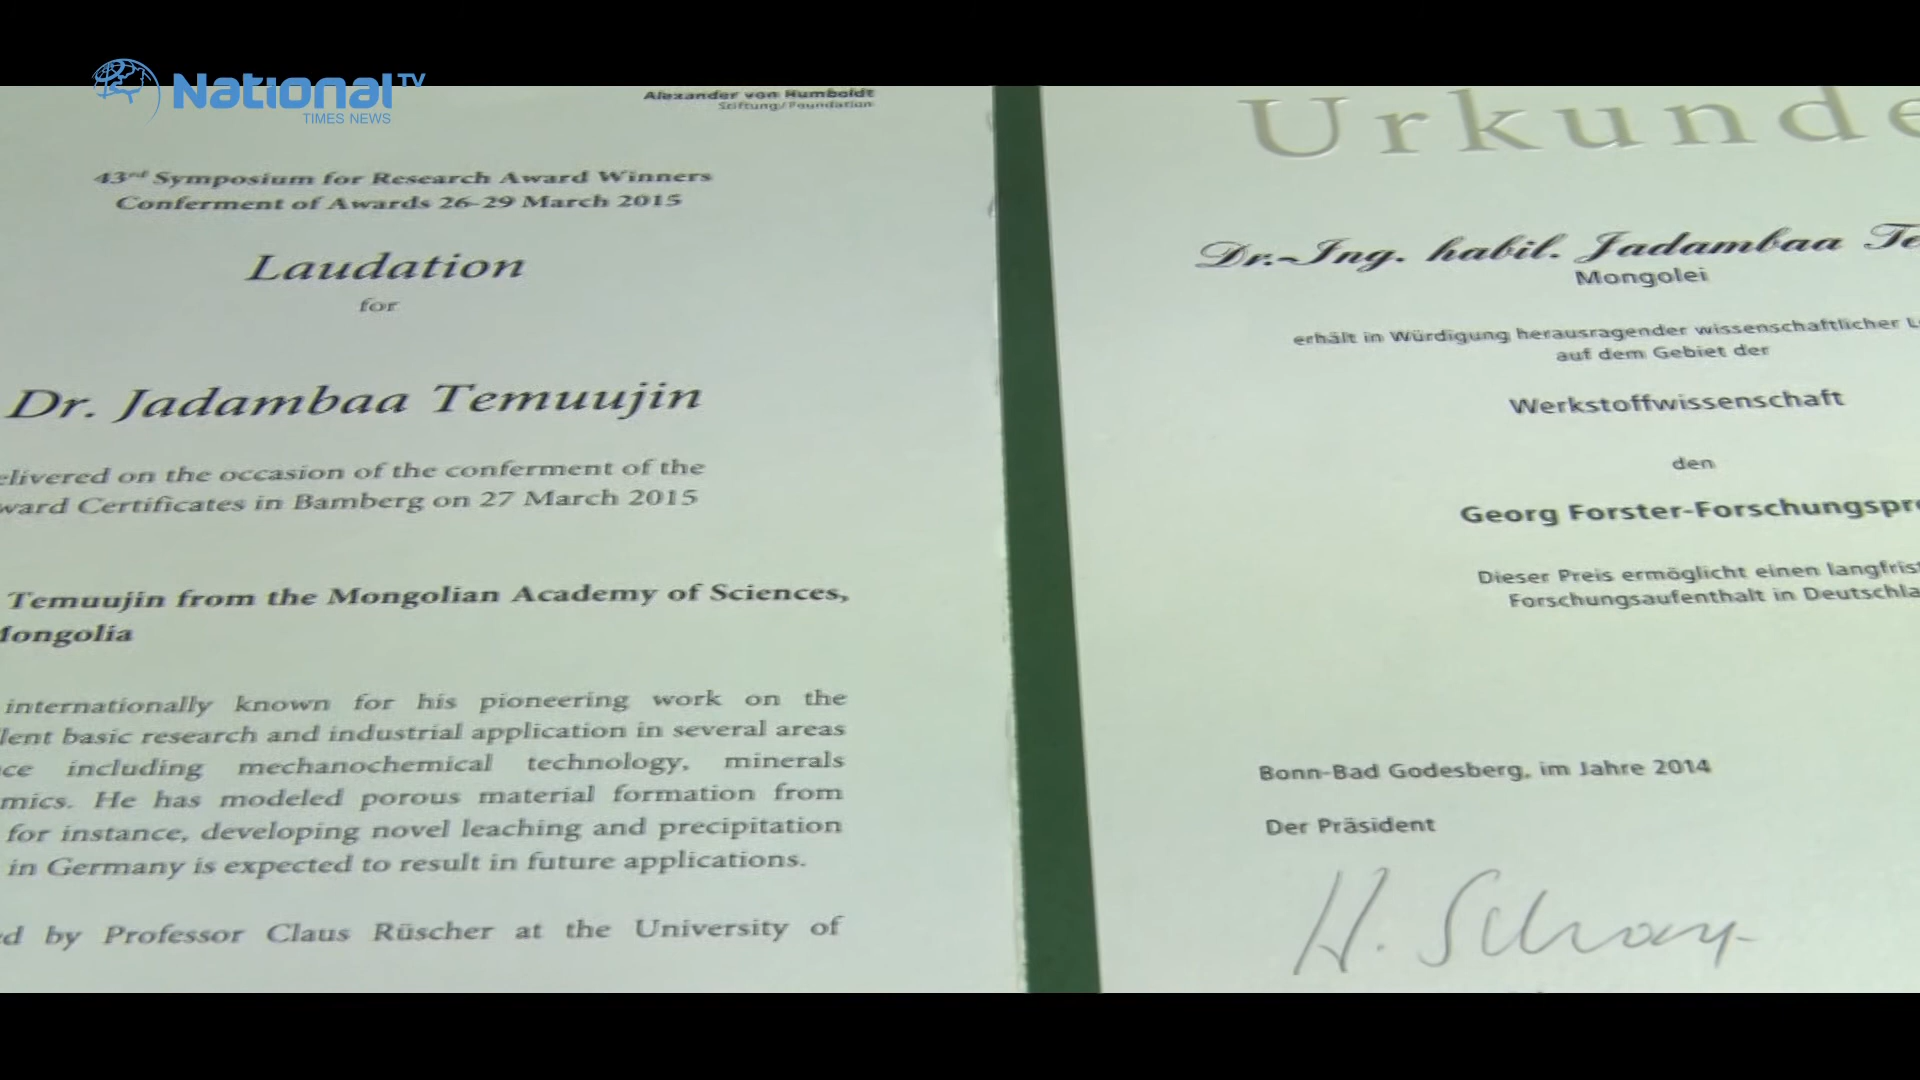 National TV
TIMES NEWS
Alexander von Humboldt
Stiftung/Foundation
43rd Symposium for Research Award Winners
Conferment of Awards 26-29 March 2015
Laudation
for
Dr. Jadambaa Temuujin
elivered on the occasion of the conferment of the
ward Certificates in Bamberg on 27 March 2015
Temuujin from the Mongolian Academy of Sciences,
Mongolia
internationally known for his pioneering work on the
lent basic research and industrial application in several areas
ce including mechanochemical technology, minerals
mics. He has modeled porous material formation from
for instance, developing novel leaching and precipitation
in Germany is expected to result in future applications.
d by Professor Claus Rüscher at the University of
Urkunde
Dr.-Ing. habil. Jadambaa Te
Mongolei
erhält in Würdigung herausragender wissenschaftlicher L
auf dem Gebiet der
Werkstoffwissenschaft
den
Georg Forster-Forschungspre
Dieser Preis ermöglicht einen langfrist
Forschungsaufenthalt in Deutschla
Bonn-Bad Godesberg, im Jahre 2014
Der Präsident